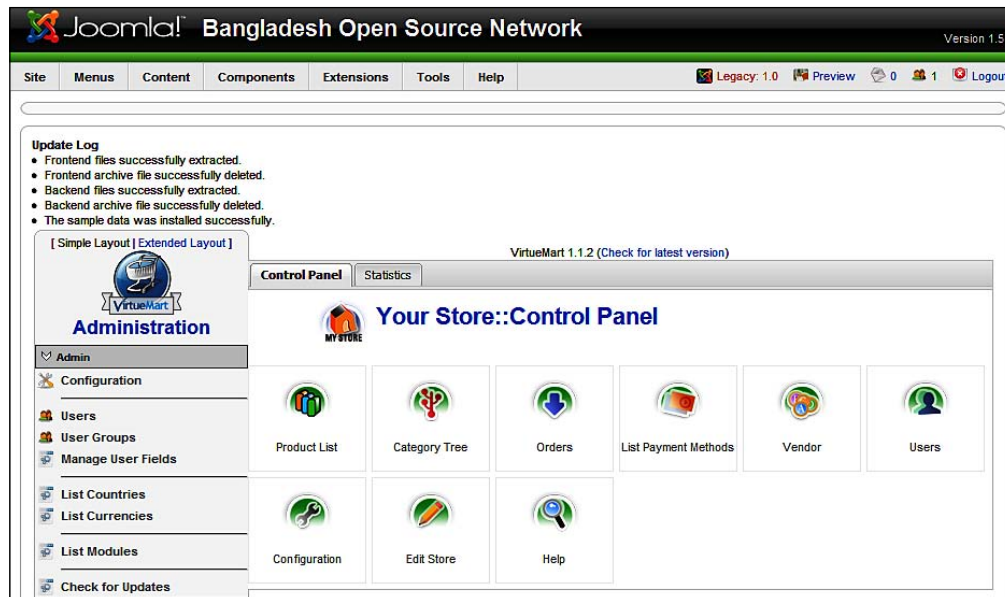 Joomla! Bangladesh Open Source Network
Version 1.5
Site Menus Content Components Extensions Tools Help Legacy: 1.0 Preview 0 1 Logout
Update Log
Frontend files successfully extracted.
Frontend archive file successfully deleted.
Backend files successfully extracted.
Backend archive file successfully deleted.
The sample data was installed successfully.
[ Simple Layout | Extended Layout ]
VirtueMart 1.1.2 (Check for latest version)
VirtueMart
Administration
Control Panel Statistics
MY STORE
Your Store::Control Panel
Admin
Configuration
Users
User Groups
Manage User Fields
List Countries
List Currencies
List Modules
Check for Updates
Product List Category Tree Orders List Payment Methods Vendor Users
Configuration Edit Store Help